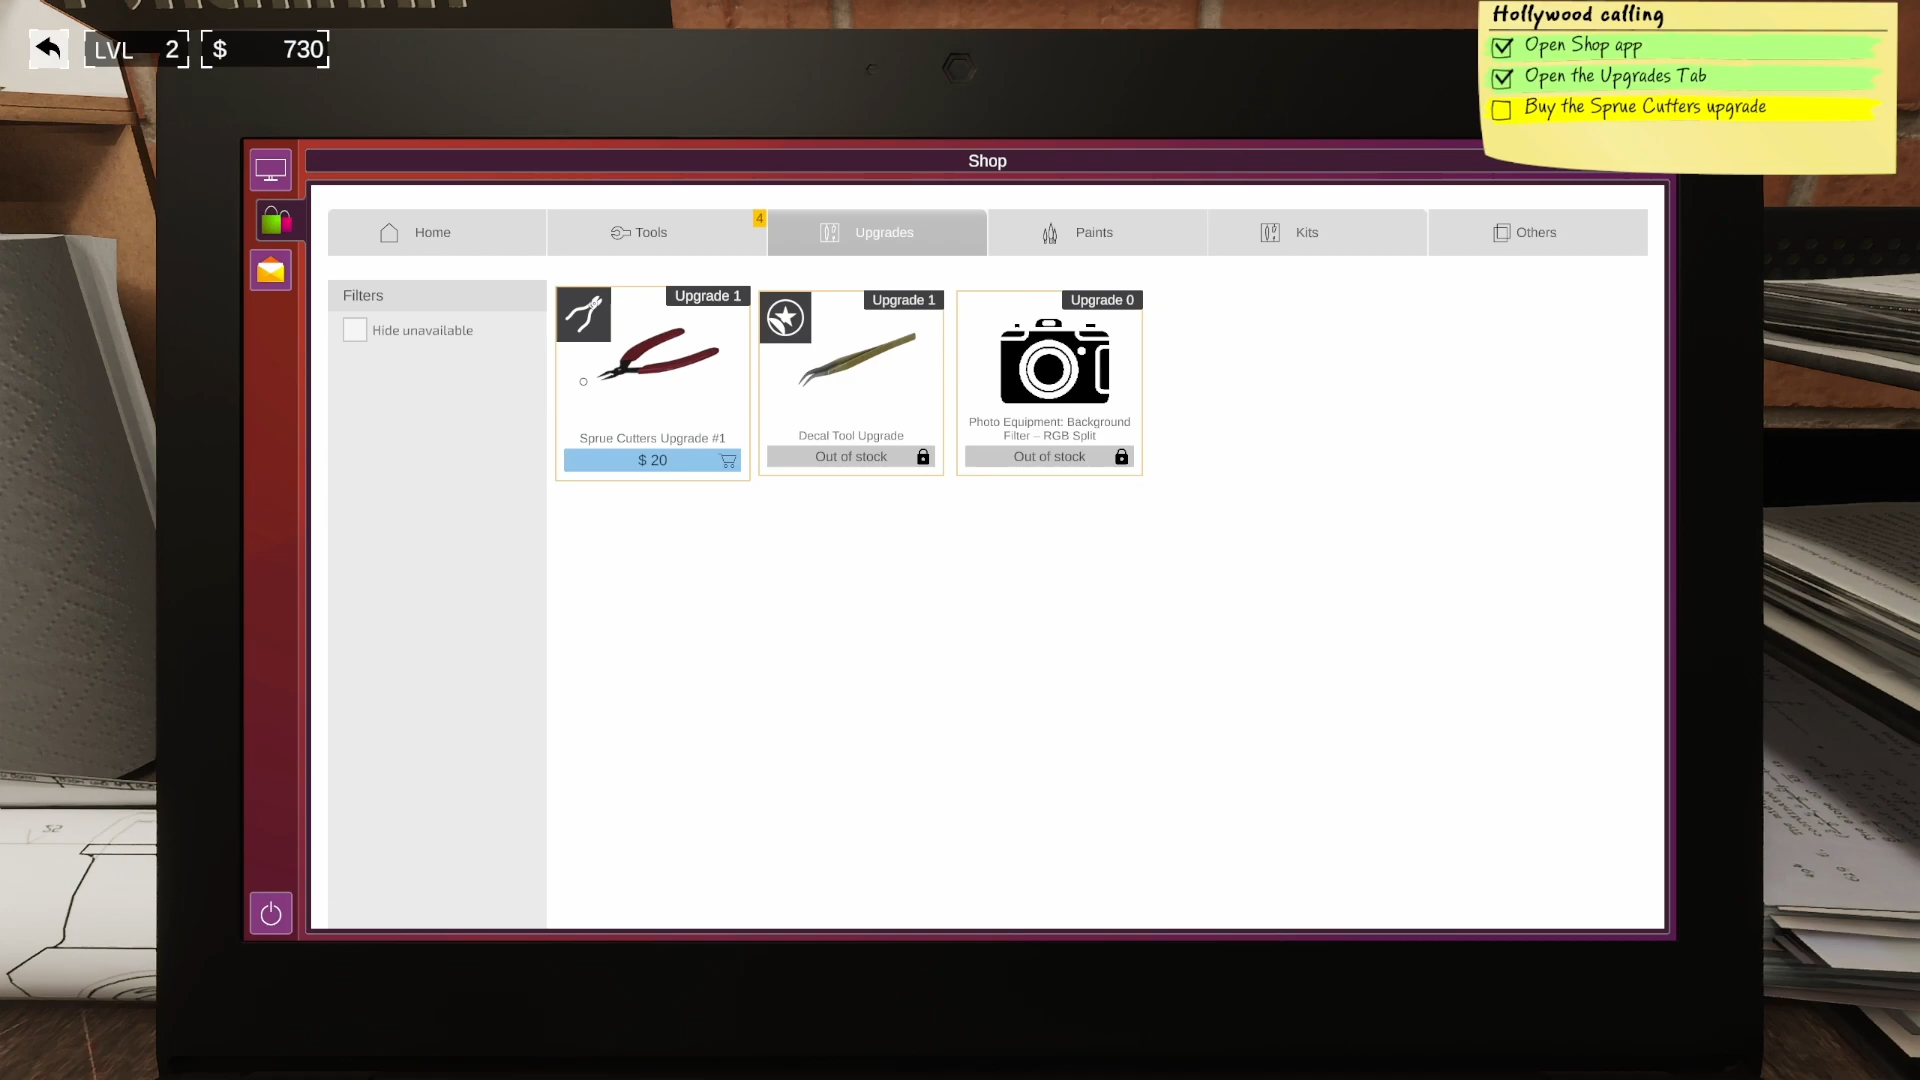 LVL 2 $ 730
Hollywood calling
Open Shop app
Open the Upgrades Tab
Buy the Sprue Cutters upgrade
Shop
Home
Tools
4
Upgrades
Paints
Kits
Others
Filters
Hide unavailable
Upgrade 1
Sprue Cutters Upgrade #1
$ 20
Upgrade 1
Decal Tool Upgrade
Out of stock
Upgrade 0
Photo Equipment: Background
Filter – RGB Split
Out of stock